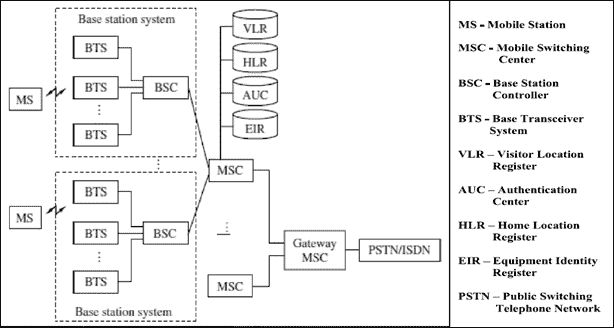 Base station system
BTS
BTS
BTS
BSC
MS
VLR
HLR
AUC
EIR
MSC
BTS
BTS
BTS
BSC
MS
Base station system
MSC
Gateway
MSC
PSTN/ISDN
MS - Mobile Station
MSC – Mobile Switching
Center
BSC – Base Station
Controller
BTS - Base Transceiver
System
VLR – Visitor Location
Register
AUC – Authentication
Center
HLR – Home Location
Register
EIR – Equipment Identity
Register
PSTN – Public Switching
Telephone Network